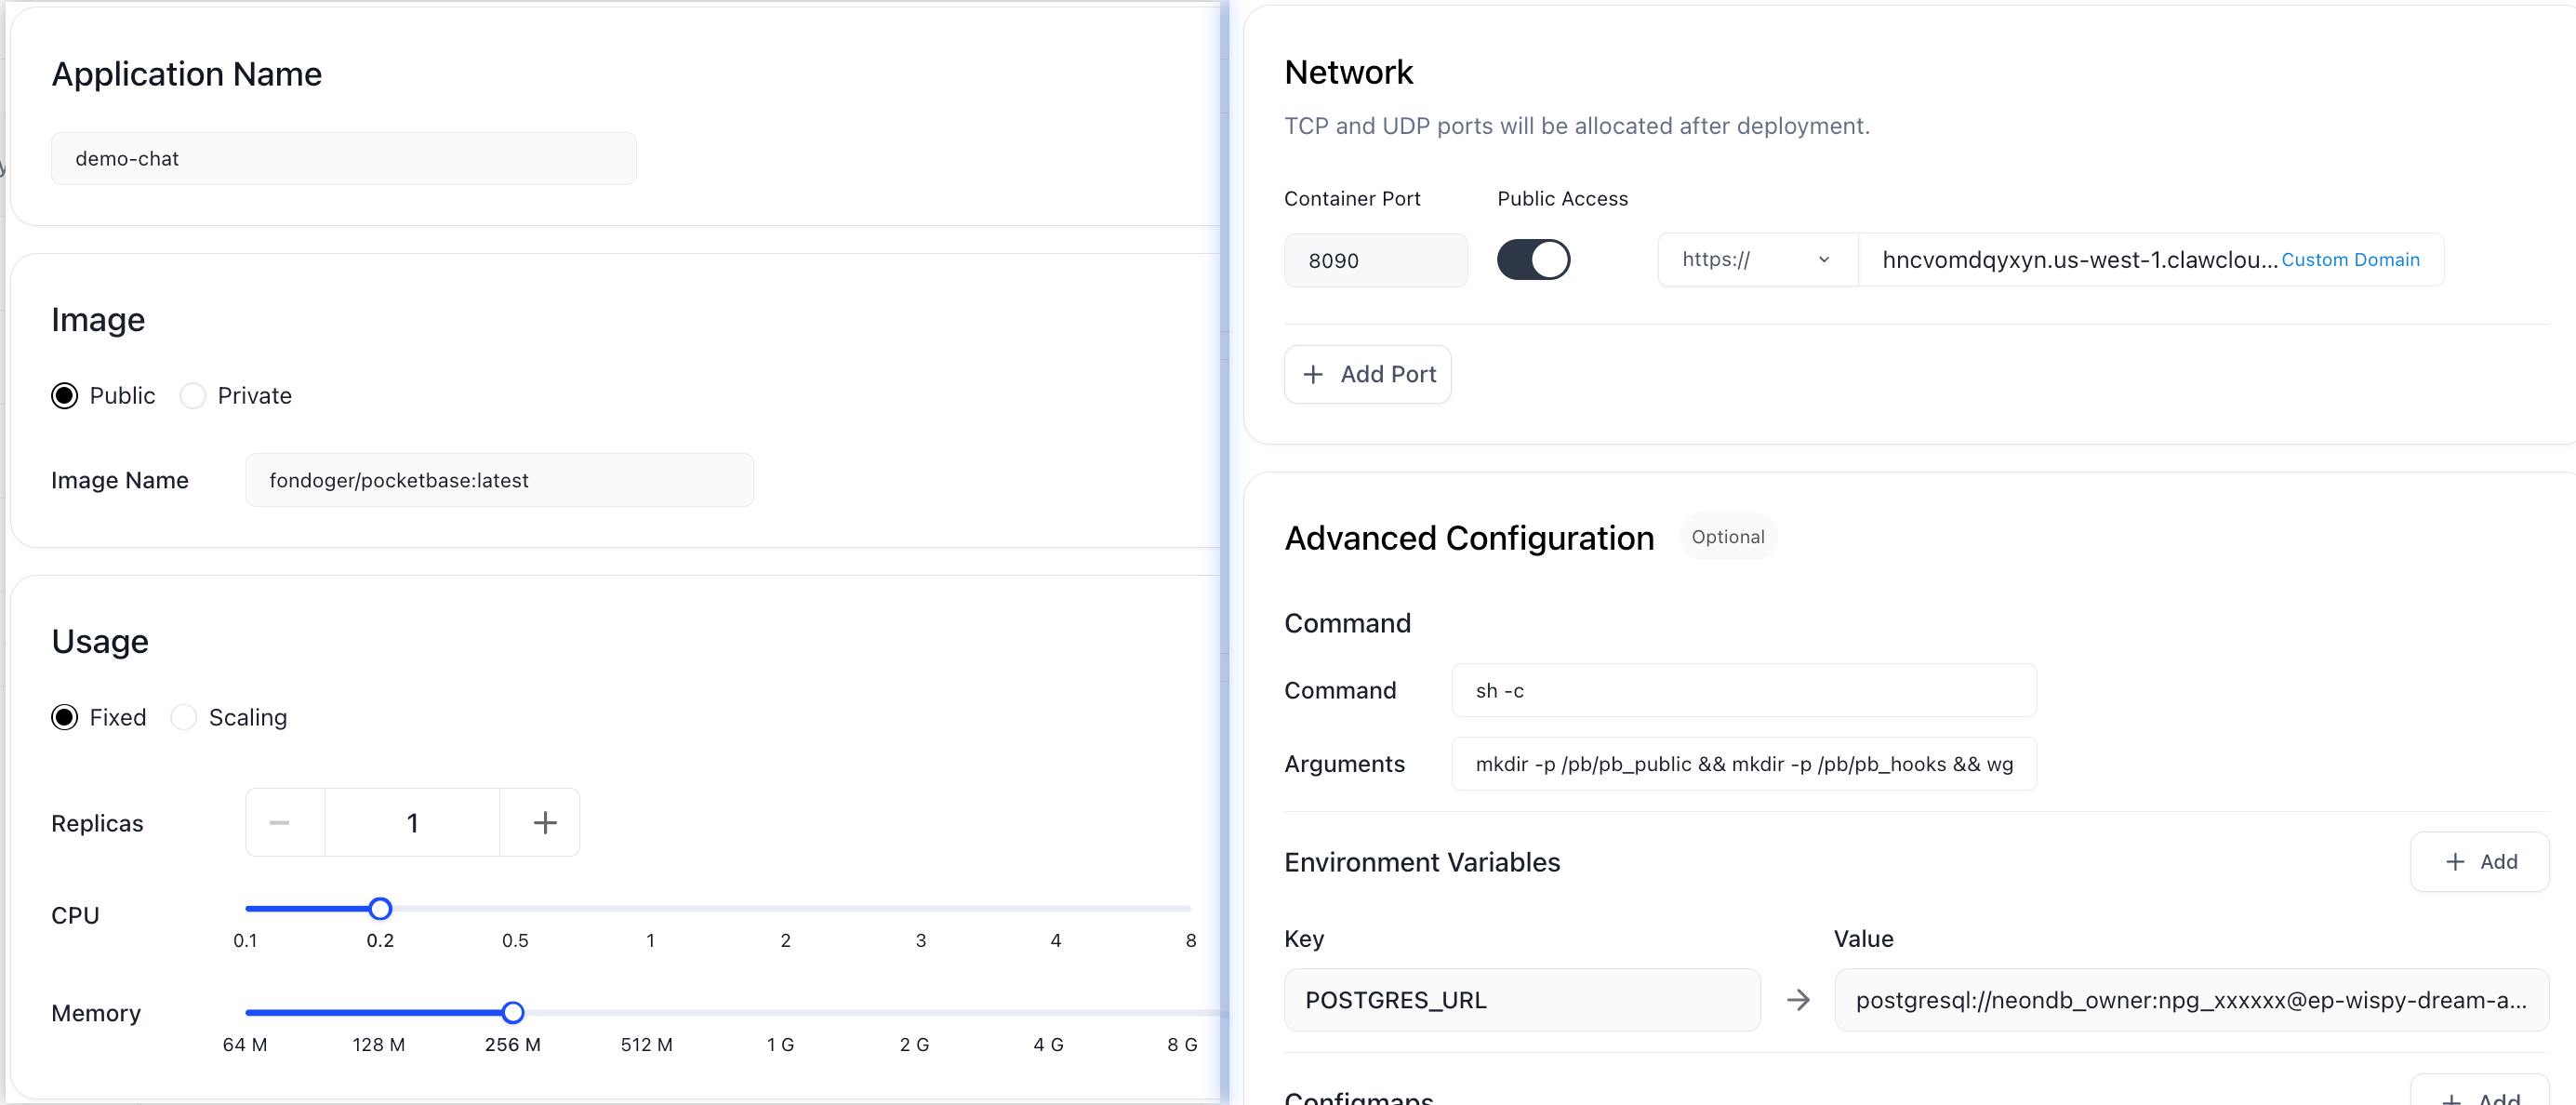 Application Name
demo-chat
Image
Public Private
Image Name fondoger/pocketbase:latest
Usage
Fixed Scaling
Replicas 1
CPU
0.1 0.2 0.5 1 2 3 4 8
Memory
64 M 128 M 256 M 512 M 1 G 2 G 4 G 8 G
Network
TCP and UDP ports will be allocated after deployment.
Container Port Public Access
8090 https:// hncvomdqyxyn.us-west-1.clawclou... Custom Domain
Add Port
Advanced Configuration Optional
Command
Command sh -c
Arguments mkdir -p /pb/pb_public && mkdir -p /pb/pb_hooks && wg
Environment Variables Add
Key Value
POSTGRES_URL postgresql://neondb_owner:npg_xxxxxx@ep-wispy-dream-a...
Configmaps Add